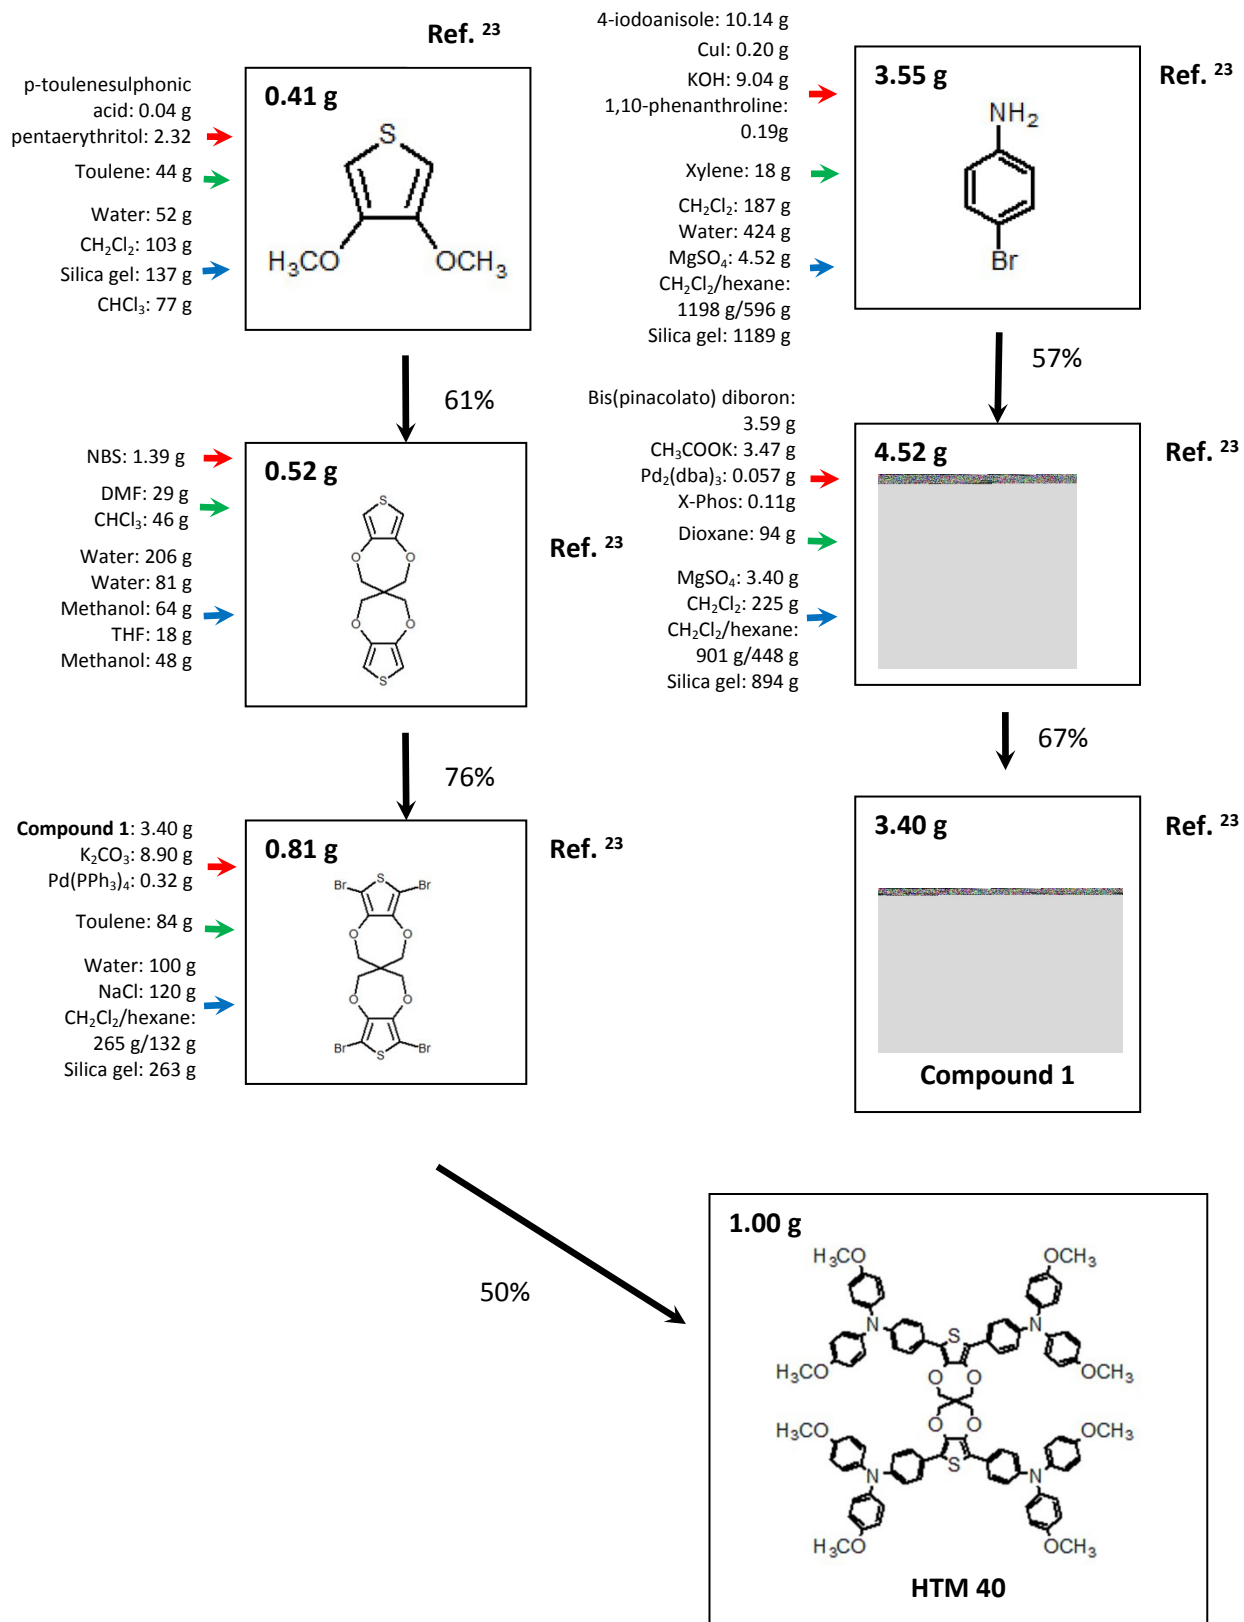 Ref. 23
p-toulenesulphonic
acid: 0.04 g
pentaerythritol: 2.32
Toulene: 44 g
Water: 52 g
CH2Cl2: 103 g
Silica gel: 137 g
CHCl3: 77 g
0.41 g
S
H3CO
OCH3
61%
NBS: 1.39 g
DMF: 29 g
CHCl3: 46 g
Water: 206 g
Water: 81 g
Methanol: 64 g
THF: 18 g
Methanol: 48 g
0.52 g
S
O O
O O
S
Ref. 23
76%
Compound 1: 3.40 g
K2CO3: 8.90 g
Pd(PPh3)4: 0.32 g
Toulene: 84 g
Water: 100 g
NaCl: 120 g
CH2Cl2/hexane:
265 g/132 g
Silica gel: 263 g
0.81 g
Br S Br
O O
O O
Br S Br
Ref. 23
4-iodoanisole: 10.14 g
CuI: 0.20 g
KOH: 9.04 g
1,10-phenanthroline:
0.19g
Xylene: 18 g
CH2Cl2: 187 g
Water: 424 g
MgSO4: 4.52 g
CH2Cl2/hexane:
1198 g/596 g
Silica gel: 1189 g
3.55 g
NH2
Br
Ref. 23
57%
Bis(pinacolato) diboron:
3.59 g
CH3COOK: 3.47 g
Pd2(dba)3: 0.057 g
X-Phos: 0.11g
Dioxane: 94 g
MgSO4: 3.40 g
CH2Cl2: 225 g
CH2Cl2/hexane:
901 g/448 g
Silica gel: 894 g
4.52 g
Ref. 23
67%
3.40 g
Compound 1
Ref. 23
50%
1.00 g
H3CO OCH3
N S N
OCH3 OCH3
O O
O O
OCH3 OCH3
N S N
H3CO OCH3
HTM 40